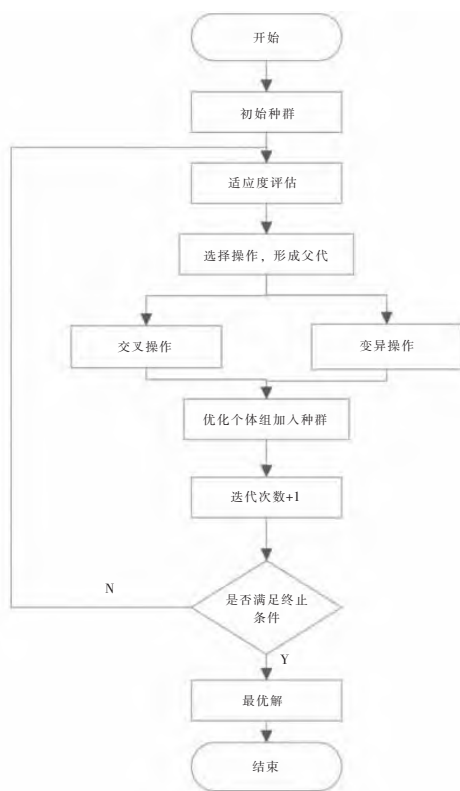 开始
初始种群
适应度评估
选择操作，形成父代
交叉操作
变异操作
优化个体组加入种群
迭代次数+1
N
是否满足终止
条件
Y
最优解
结束